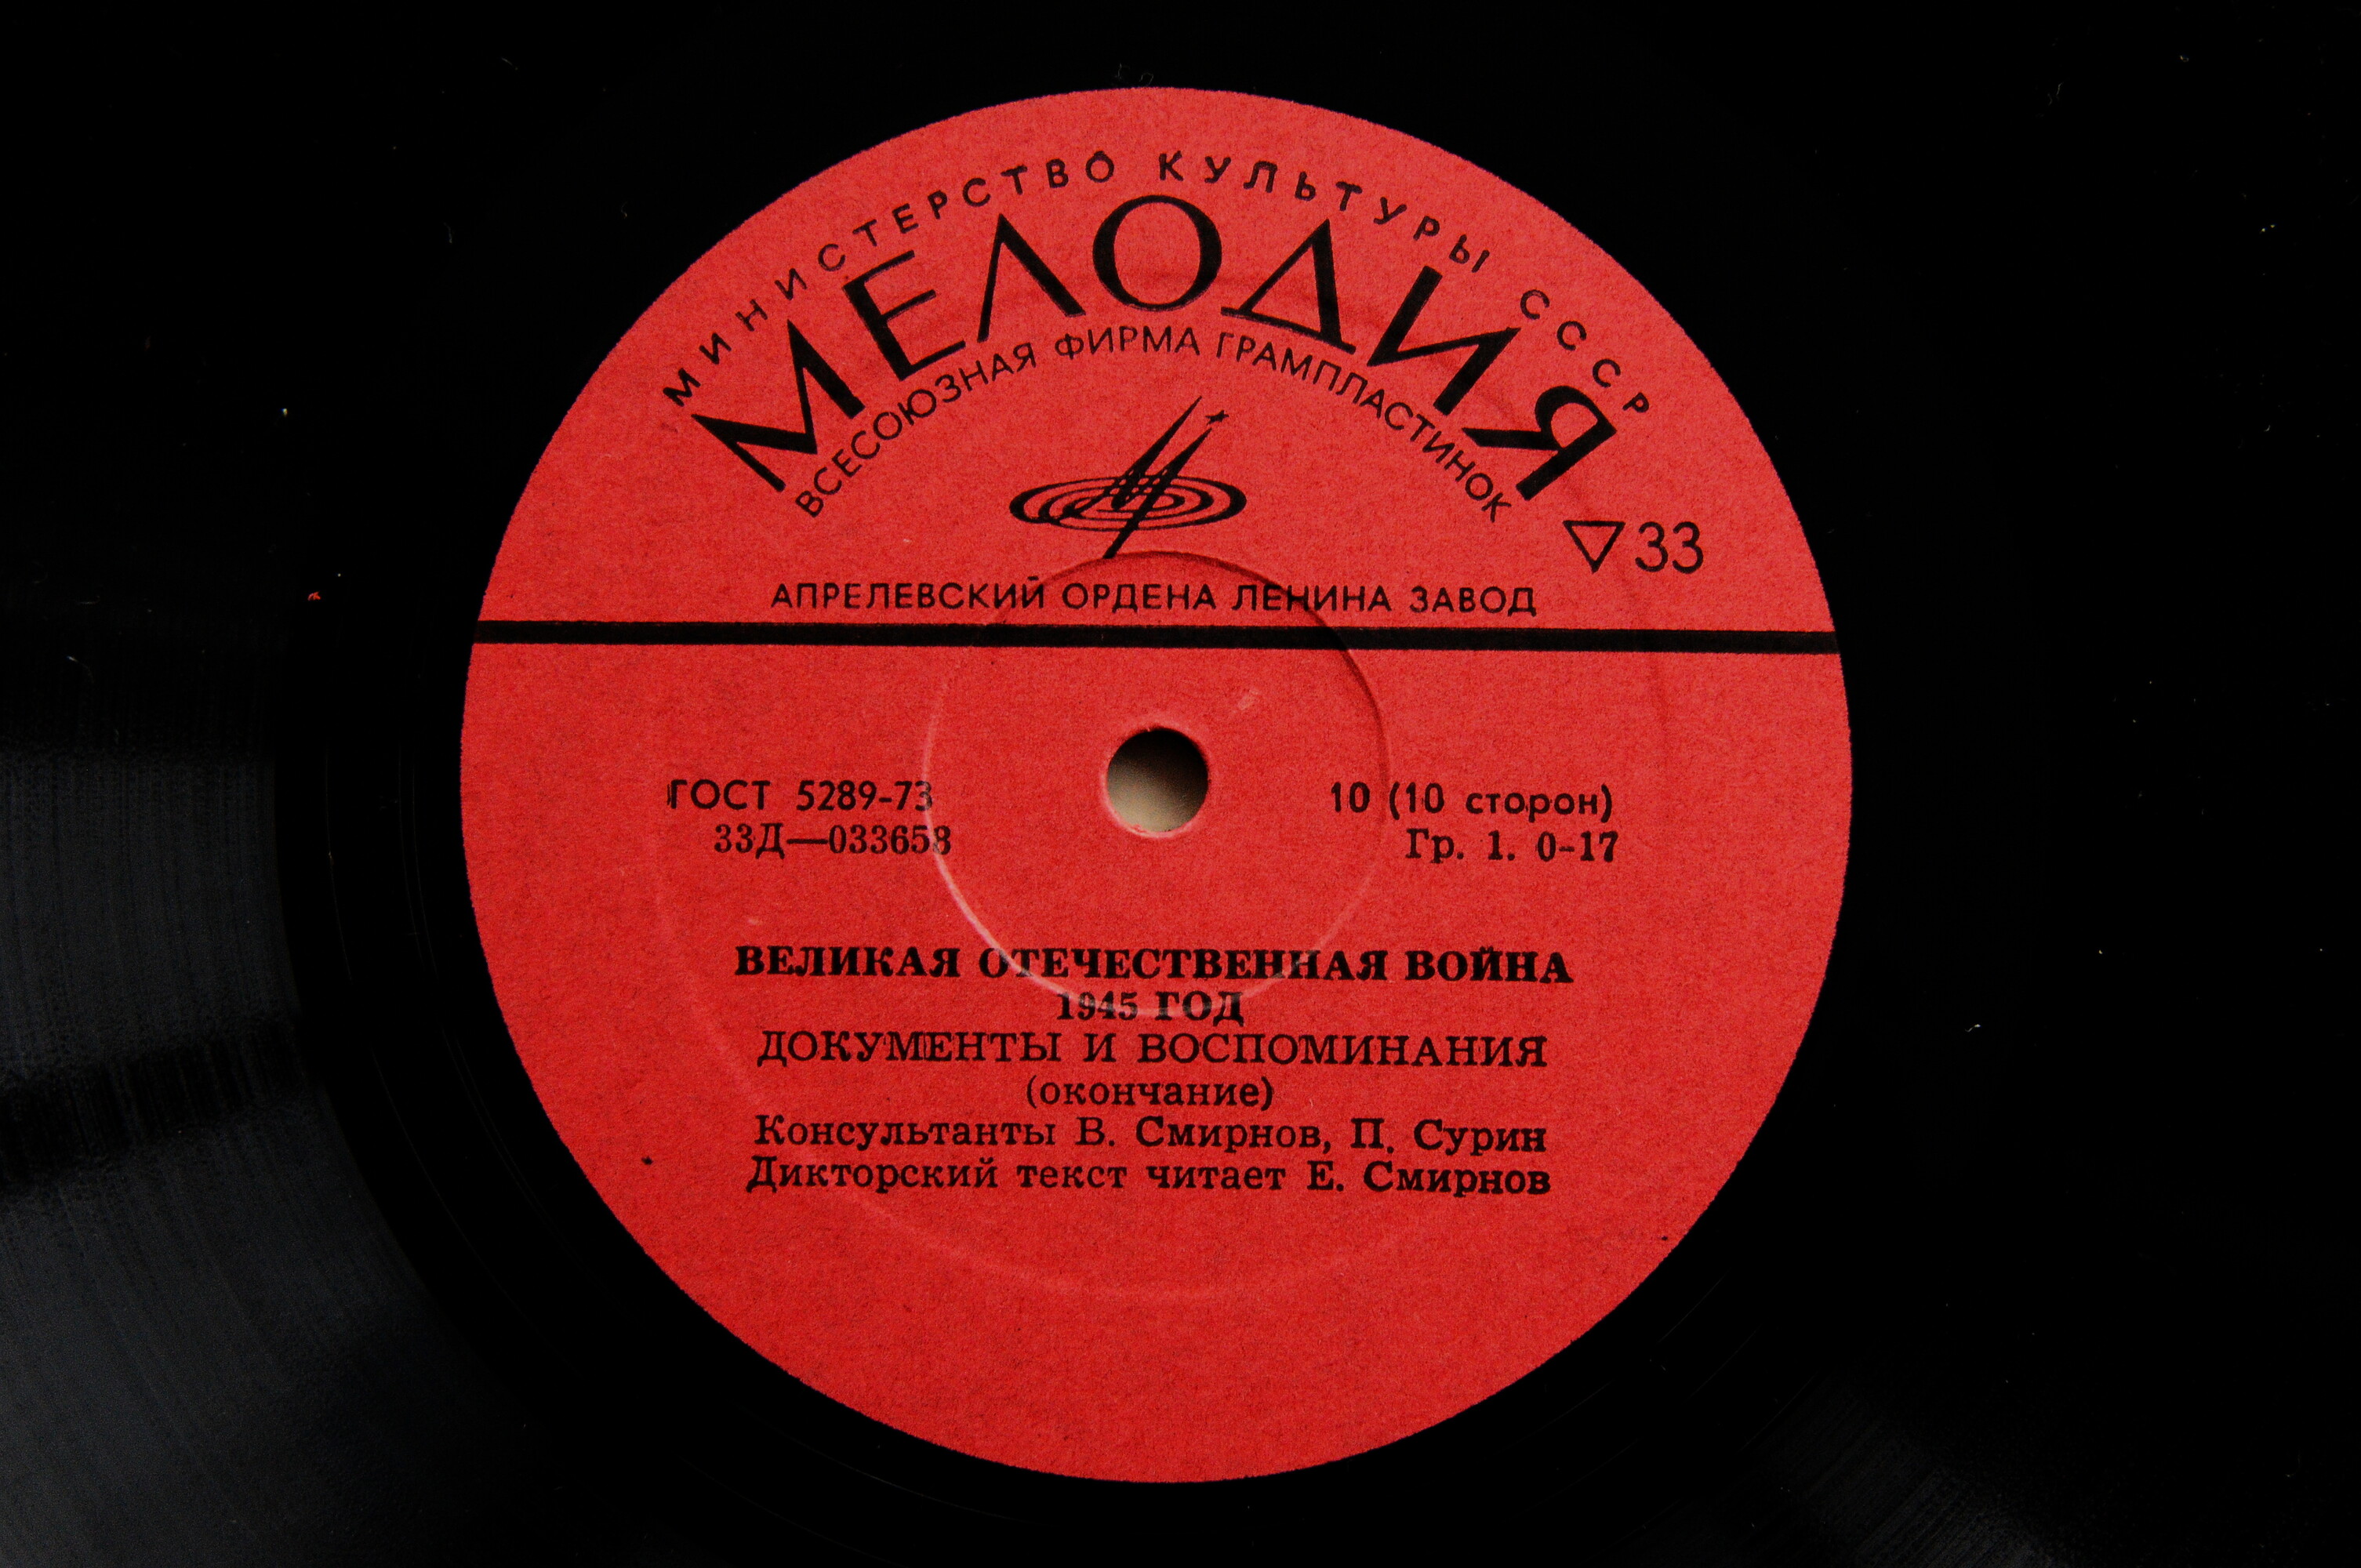 МИНИСТЕРСТВО КУЛЬТУРЫ СССР
МЕЛОДИЯ
ВСЕСОЮЗНАЯ ФИРМА ГРАМПЛАСТИНОК
33
АПРЕЛЕВСКИЙ ОРДЕНА ЛЕНИНА ЗАВОД
ГОСТ 5289-73
33Д—033658
10 (10 сторон)
Гр. 1. 0-17
ВЕЛИКАЯ ОТЕЧЕСТВЕННАЯ ВОЙНА
1945 ГОД
ДОКУМЕНТЫ И ВОСПОМИНАНИЯ
(окончание)
Консультанты В. Смирнов, П. Сурин
Дикторский текст читает Е. Смирнов